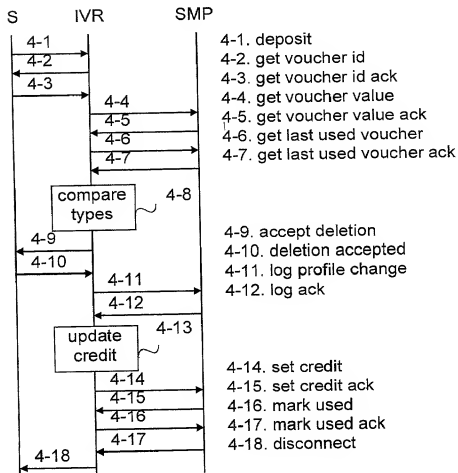 S IVR SMP
4-1 4-1. deposit
4-2 4-2. get voucher id
4-3 4-3. get voucher id ack
4-4 4-4. get voucher value
4-5 4-5. get voucher value ack
4-6 4-6. get last used voucher
4-7 4-7. get last used voucher ack
compare types 4-8
4-9 4-9. accept deletion
4-10 4-10. deletion accepted
4-11 4-11. log profile change
4-12 4-12. log ack
update credit 4-13
4-14 4-14. set credit
4-15 4-15. set credit ack
4-16 4-16. mark used
4-17 4-17. mark used ack
4-18 4-18. disconnect